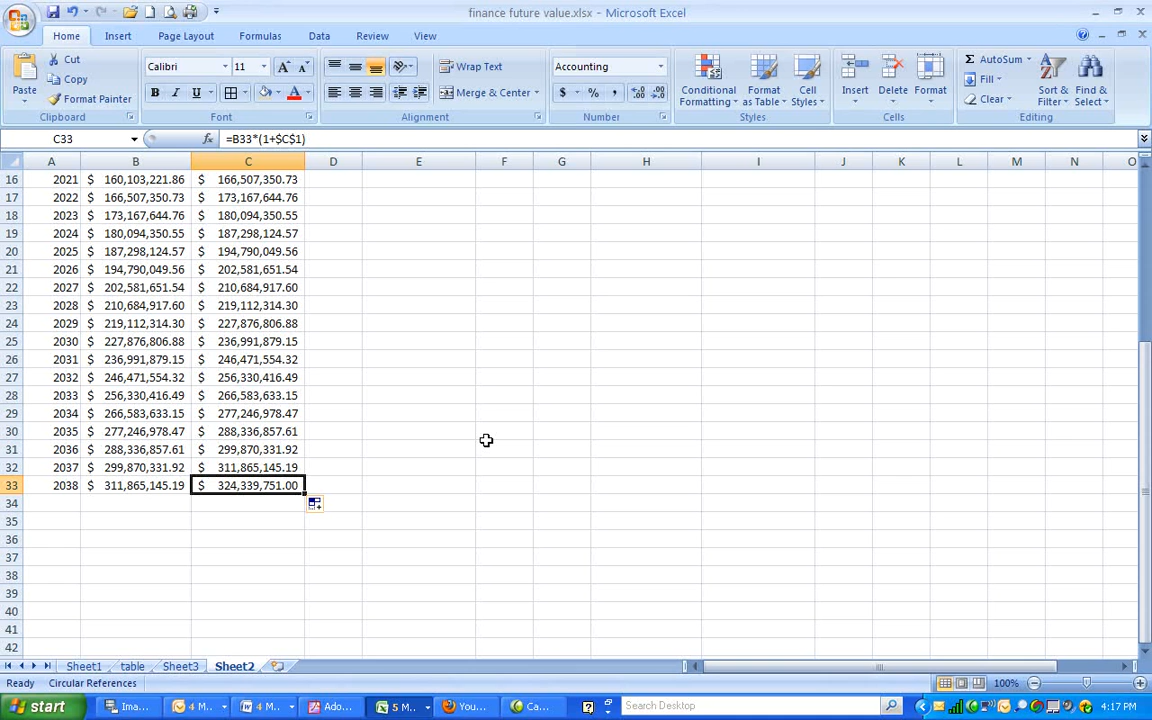 finance future value.xlsx - Microsoft Excel
Home Insert Page Layout Formulas Data Review View
Paste
Cut
Copy
Format Painter
Clipboard
Calibri 11
B I U
Font
Wrap Text
Merge & Center
Alignment
Accounting
$ % ,
Number
Conditional Formatting
Format as Table
Cell Styles
Styles
Insert Delete Format
Cells
AutoSum
Fill
Clear
Sort & Filter
Find & Select
Editing
C33 fx =B33*(1+$C$1)
A B C D E F G H I J K L M N O
16 2021 $ 160,103,221.86 $ 166,507,350.73
17 2022 $ 166,507,350.73 $ 173,167,644.76
18 2023 $ 173,167,644.76 $ 180,094,350.55
19 2024 $ 180,094,350.55 $ 187,298,124.57
20 2025 $ 187,298,124.57 $ 194,790,049.56
21 2026 $ 194,790,049.56 $ 202,581,651.54
22 2027 $ 202,581,651.54 $ 210,684,917.60
23 2028 $ 210,684,917.60 $ 219,112,314.30
24 2029 $ 219,112,314.30 $ 227,876,806.88
25 2030 $ 227,876,806.88 $ 236,991,879.15
26 2031 $ 236,991,879.15 $ 246,471,554.32
27 2032 $ 246,471,554.32 $ 256,330,416.49
28 2033 $ 256,330,416.49 $ 266,583,633.15
29 2034 $ 266,583,633.15 $ 277,246,978.47
30 2035 $ 277,246,978.47 $ 288,336,857.61
31 2036 $ 288,336,857.61 $ 299,870,331.92
32 2037 $ 299,870,331.92 $ 311,865,145.19
33 2038 $ 311,865,145.19 $ 324,339,751.00
34
35
36
37
38
39
40
41
42
Sheet1 table Sheet3 Sheet2
Ready Circular References 100%
start Ima... 4 M... 4 M... Ado... 5 M... You... Ca... Search Desktop 4:17 PM